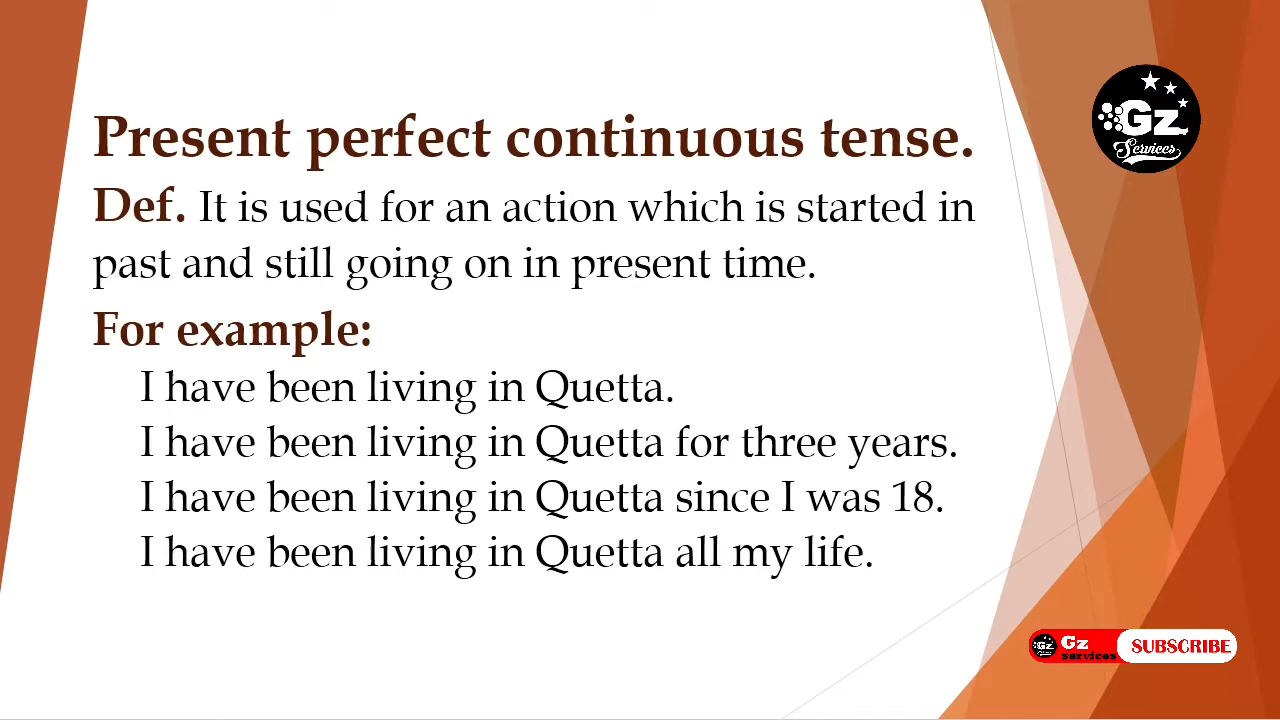 Present perfect continuous tense.
Def. It is used for an action which is started in
past and still going on in present time.
For example:
I have been living in Quetta.
I have been living in Quetta for three years.
I have been living in Quetta since I was 18.
I have been living in Quetta all my life.
Gz
Services
Gz
Gz
services
SUBSCRIBE